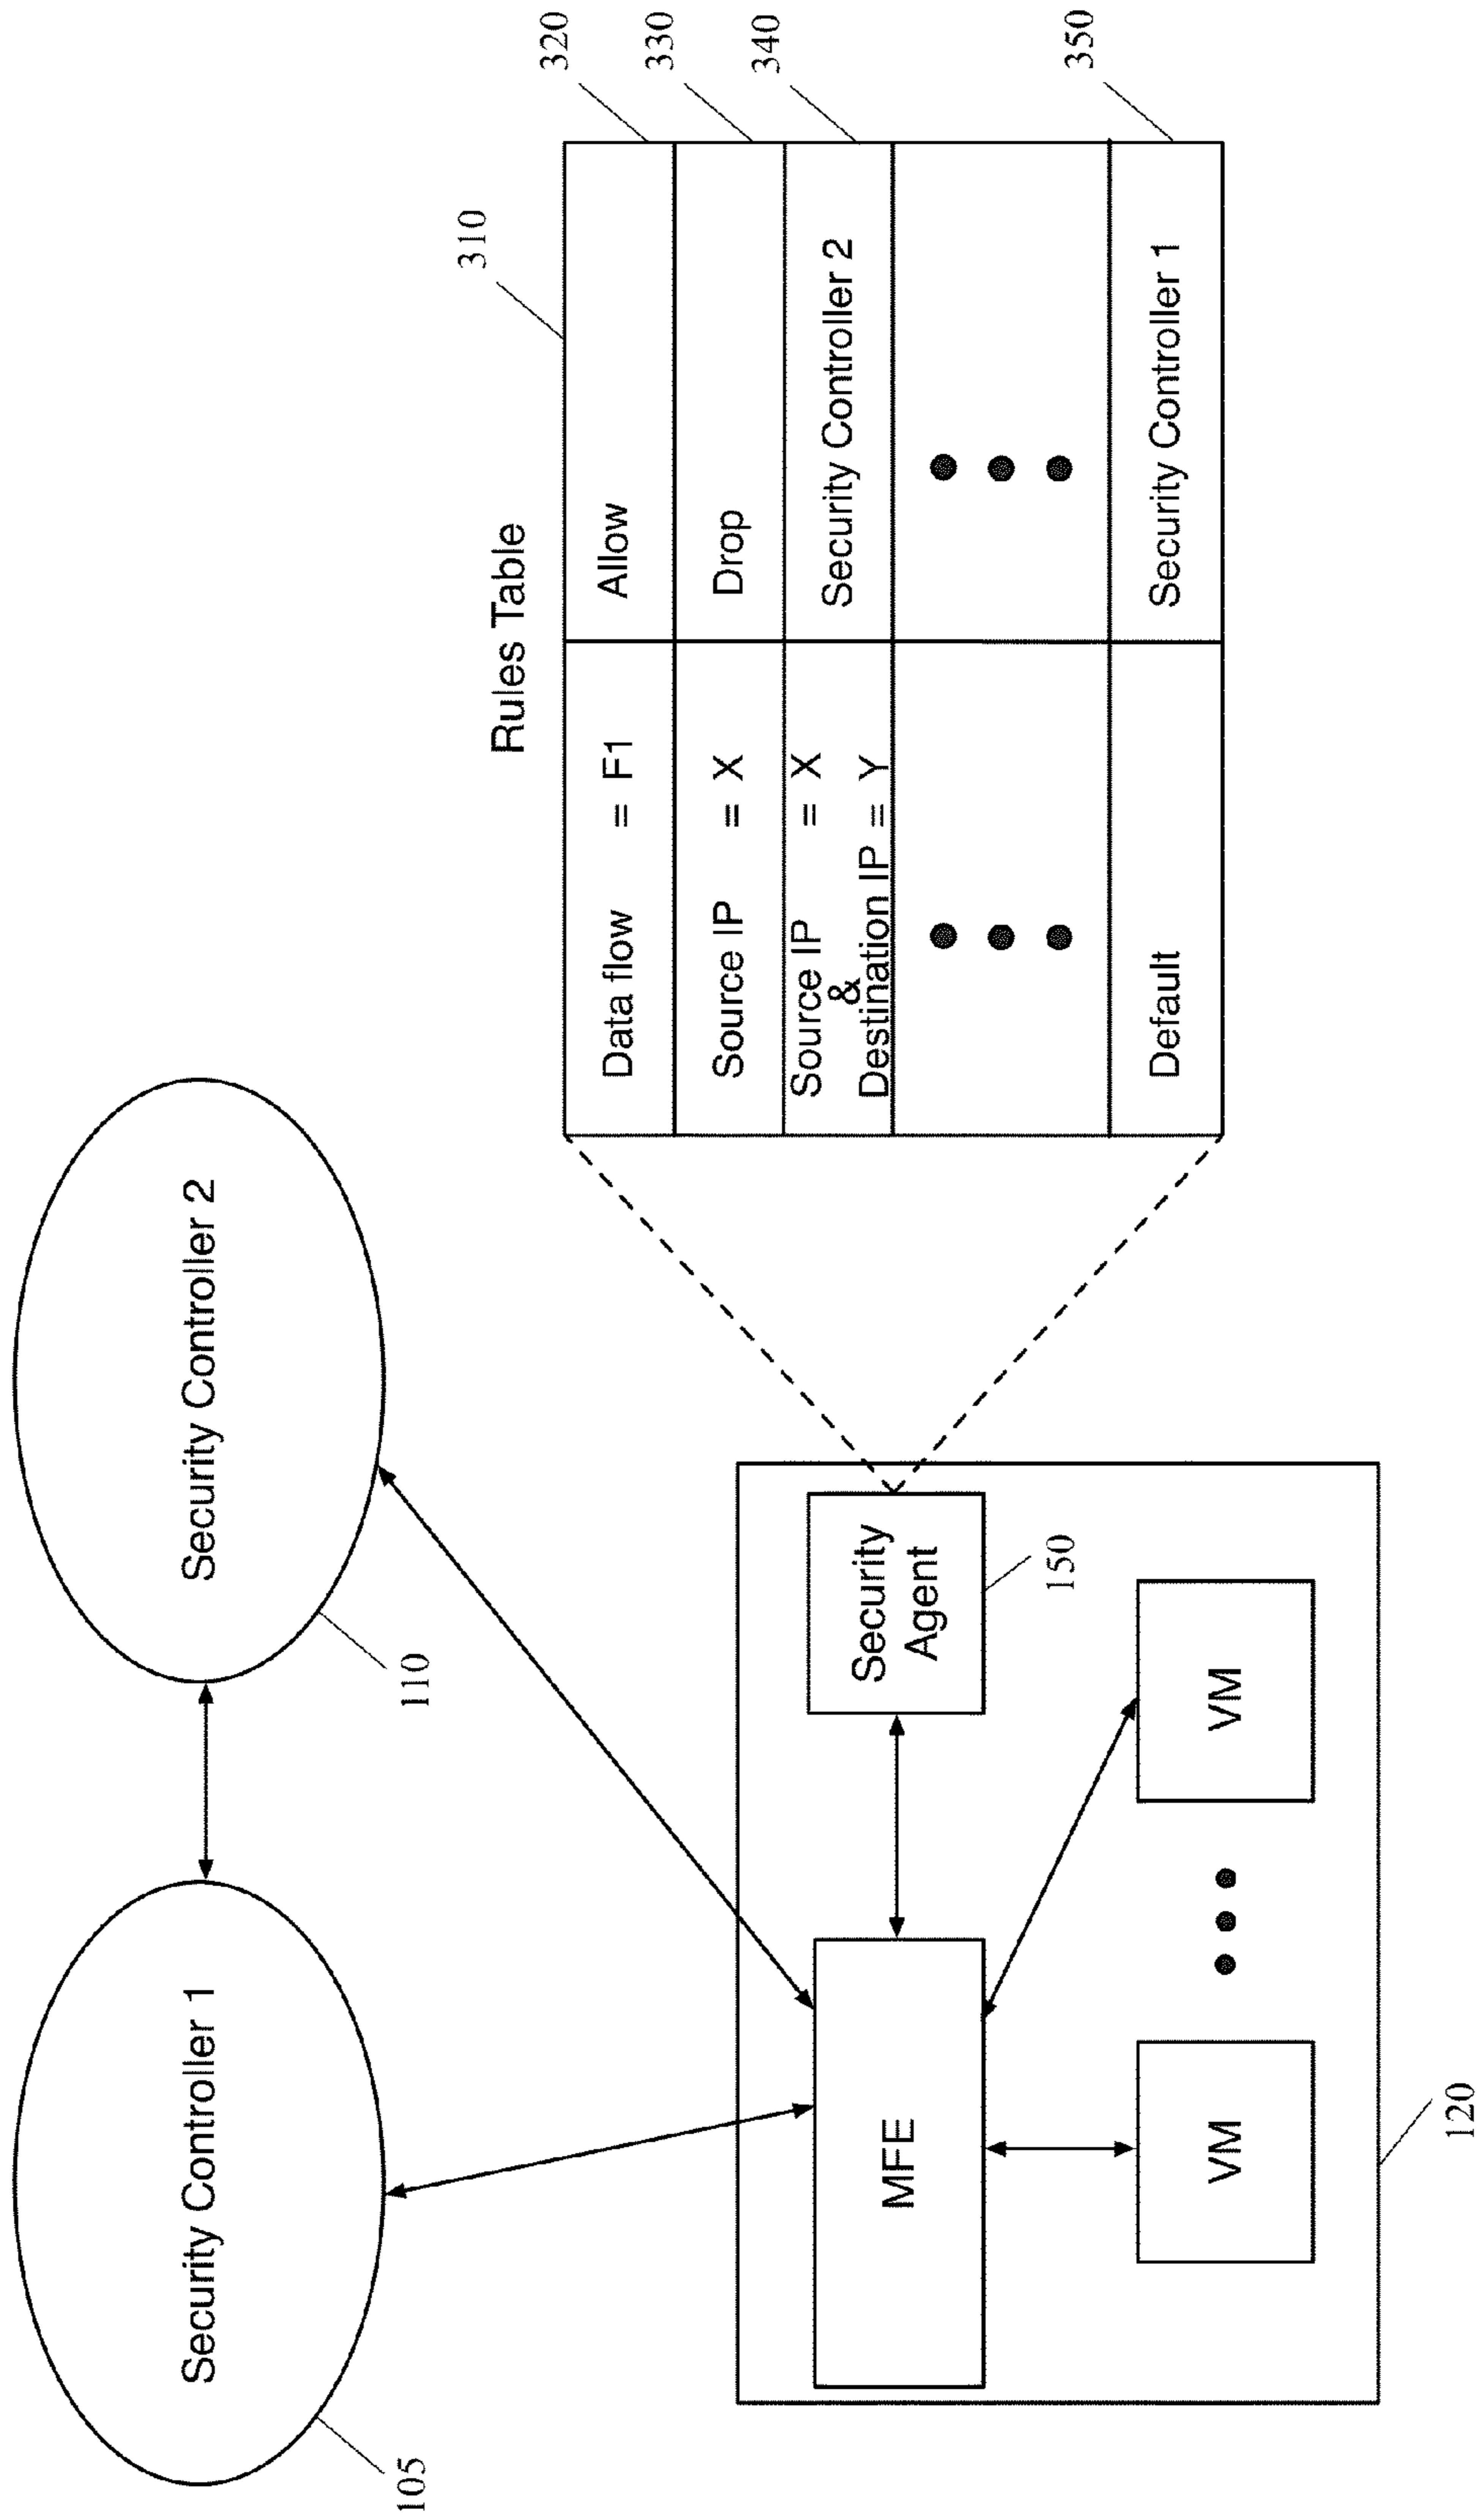 Security Controller 1
Security Controller 2
105
110
Rules Table
310
Data flow = F1
Allow
320
Source IP = X
Drop
330
Source IP = X
&
Destination IP = Y
Security Controller 2
340
Default
Security Controller 1
350
MFE
Security
Agent
150
VM
VM
120